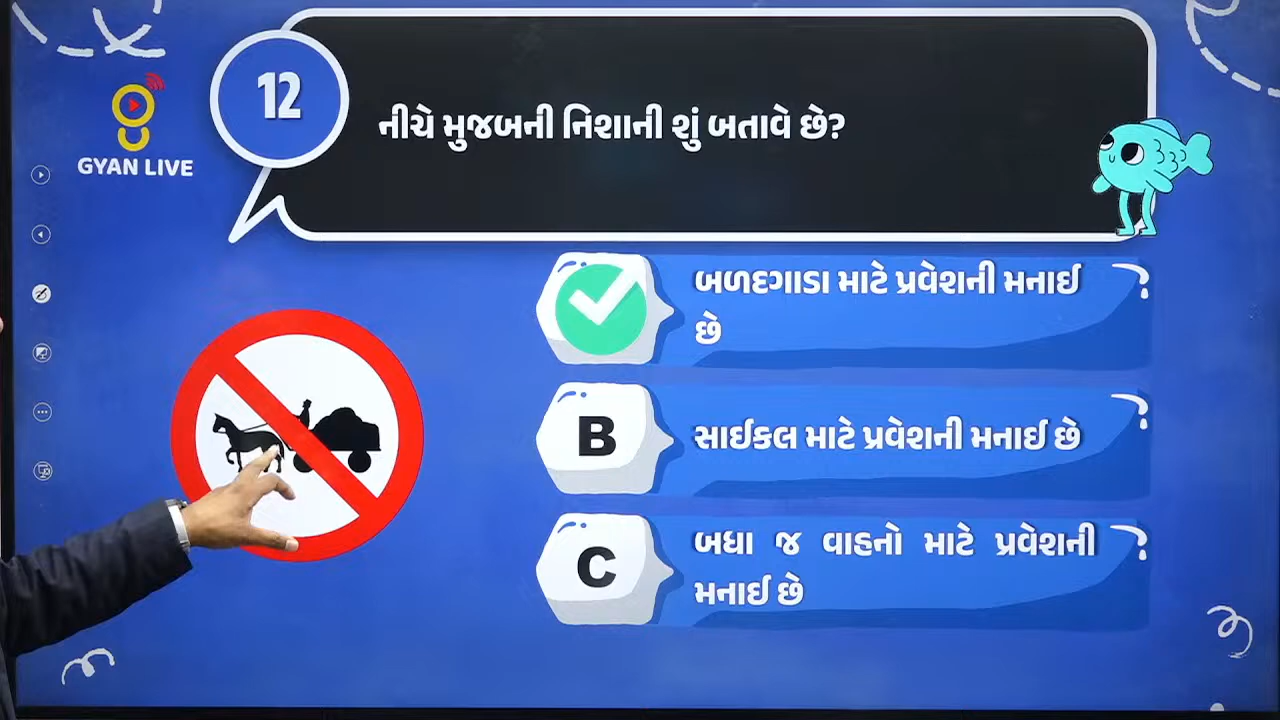 12
નીચે મુજબની નિશાની શું બતાવે છે?
GYAN LIVE
બળદગાડા માટે પ્રવેશની મનાઈ
છે
B
સાઈકલ માટે પ્રવેશની મનાઈ છે
C
બધા જ વાહનો માટે પ્રવેશની
મનાઈ છે